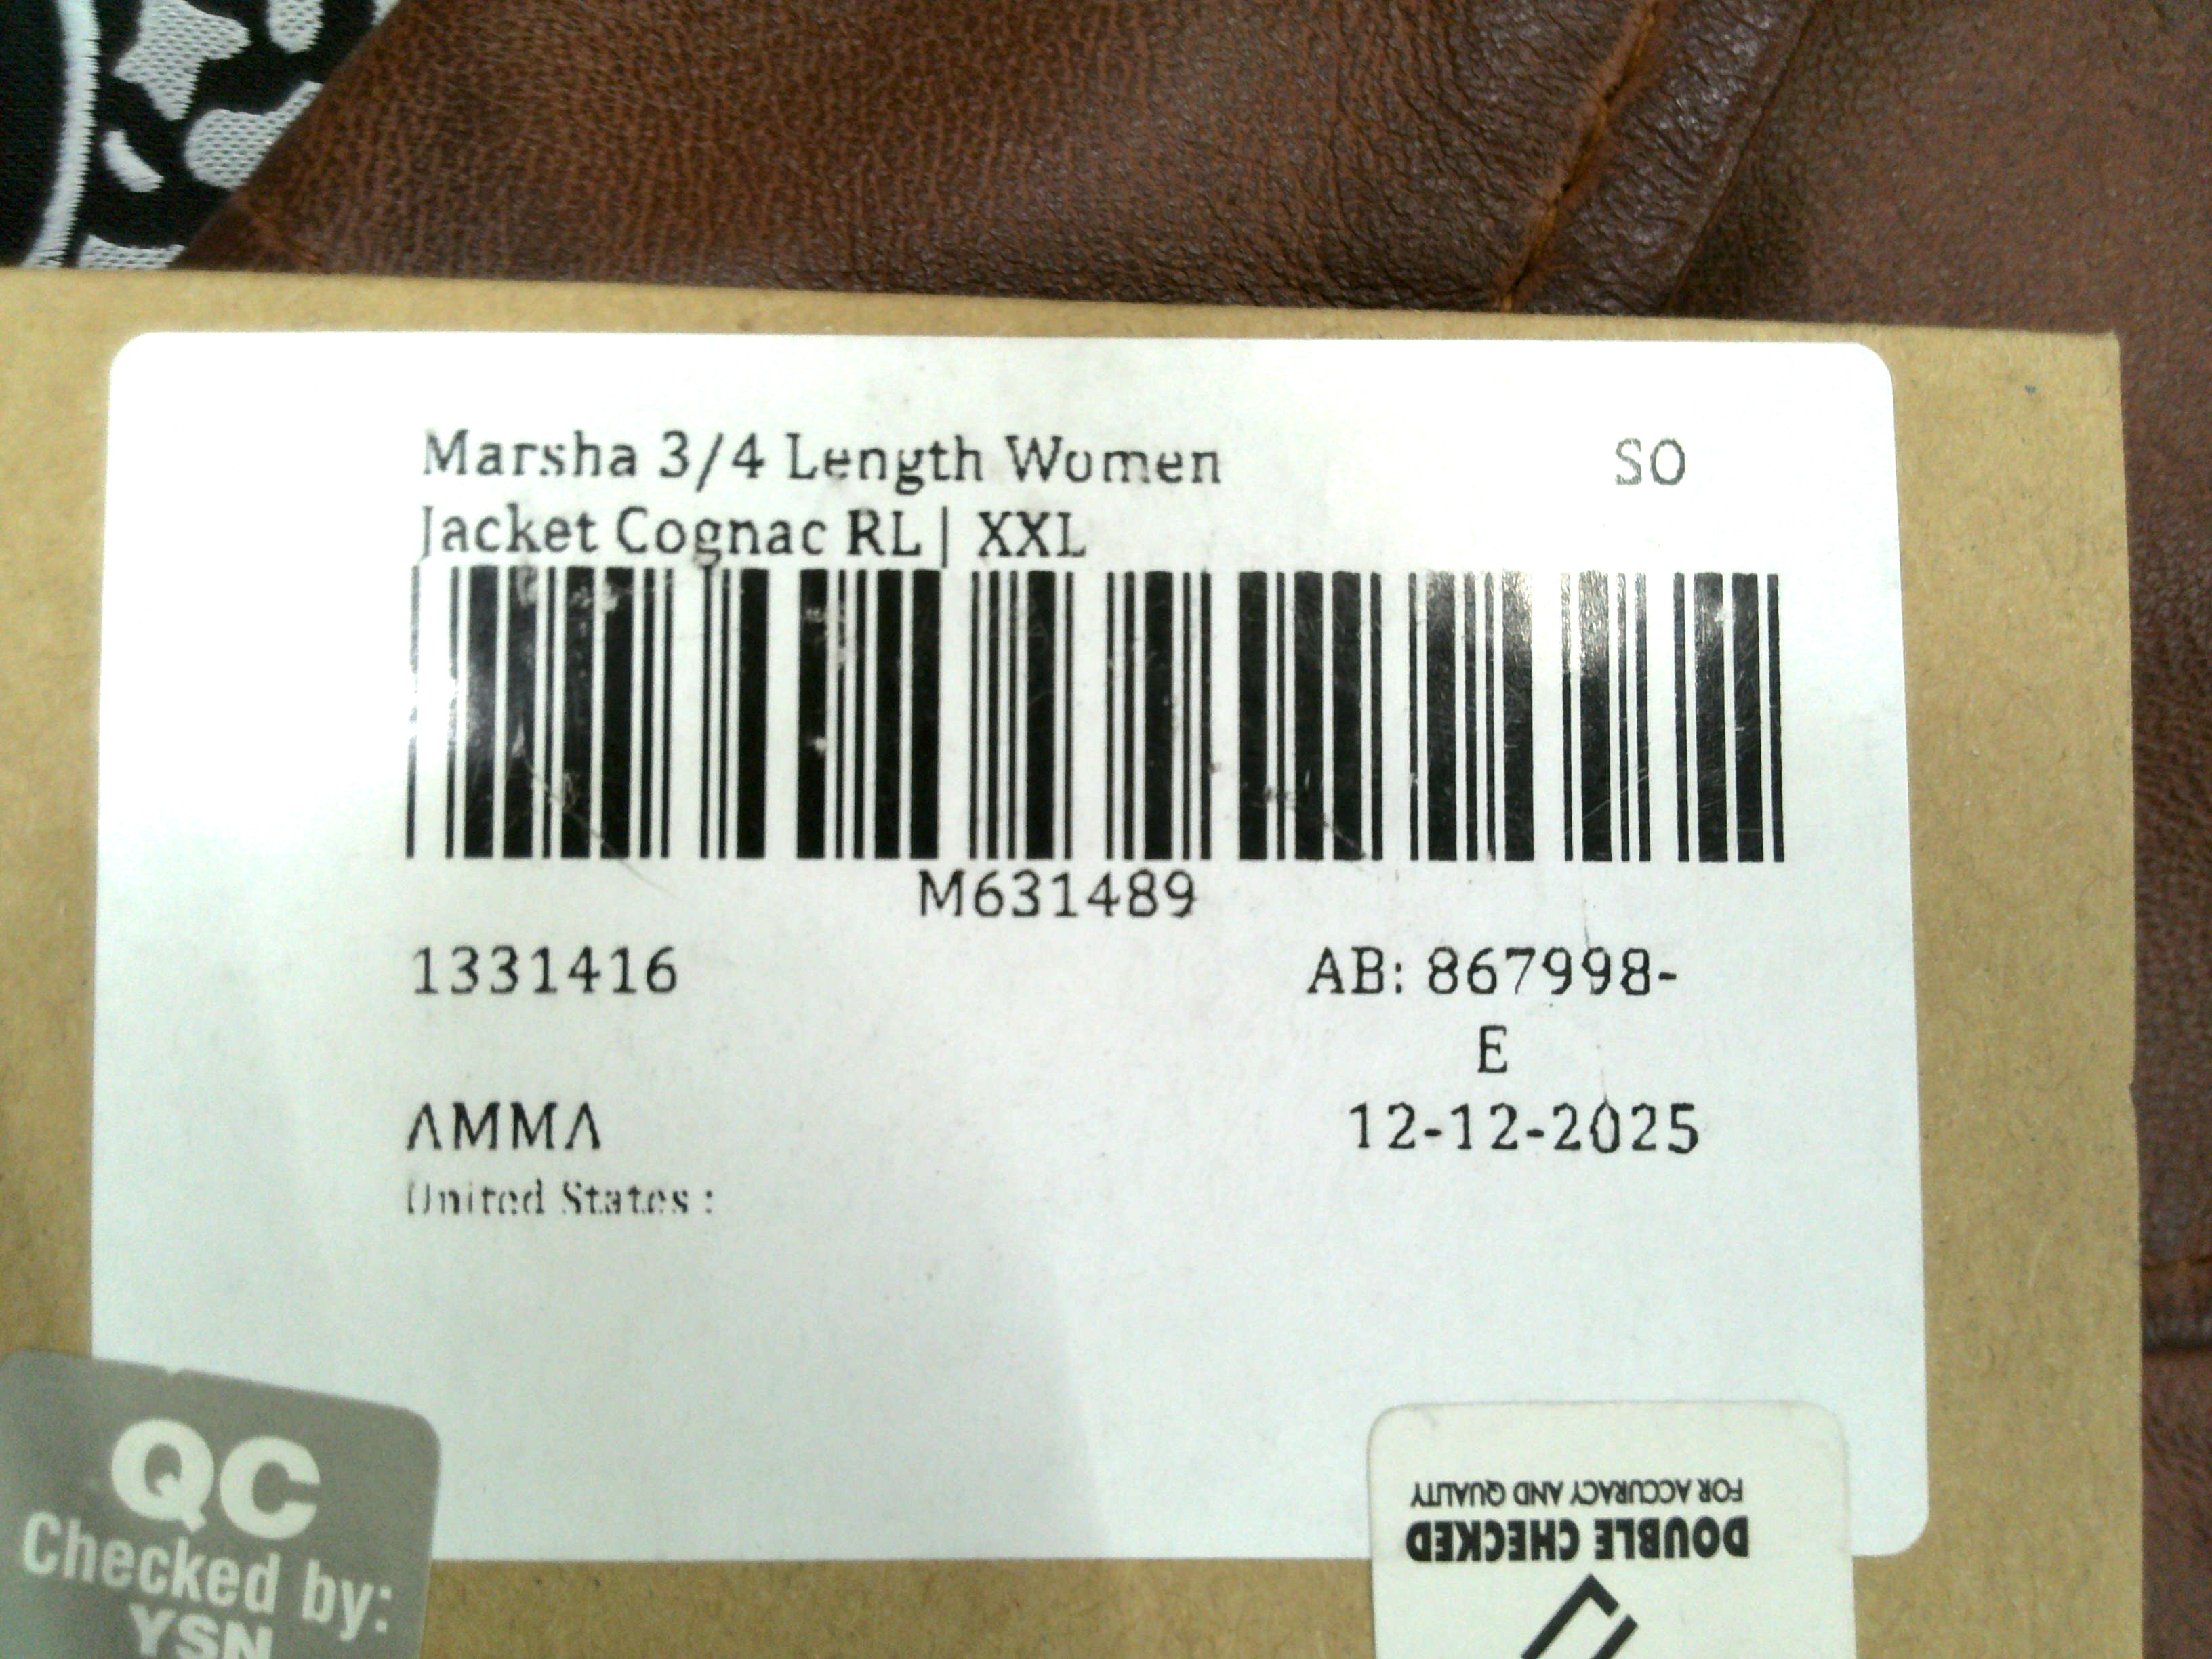 Marsha 3/4 Length Women
Jacket Cognac RL | XXL
SO
M631489
1331416
AB: 867998-
E
AMMA
12-12-2025
United States :
QC
Checked by:
YSN
DOUBLE CHECKED
FOR ACCURACY AND QUALITY